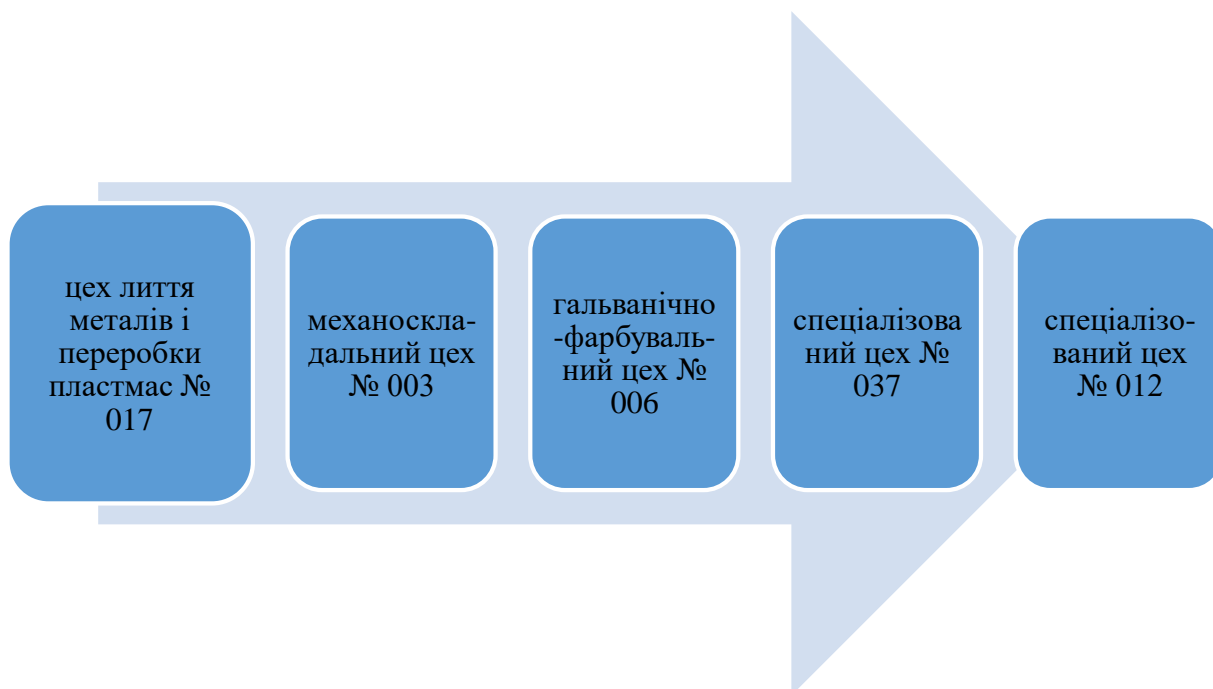 цех лиття
металів і
переробки
пластмас №
017
механоскла-
дальний цех
№ 003
гальванічно
-фарбуваль-
ний цех №
006
спеціалізова
ний цех №
037
спеціалізо-
ваний цех
№ 012